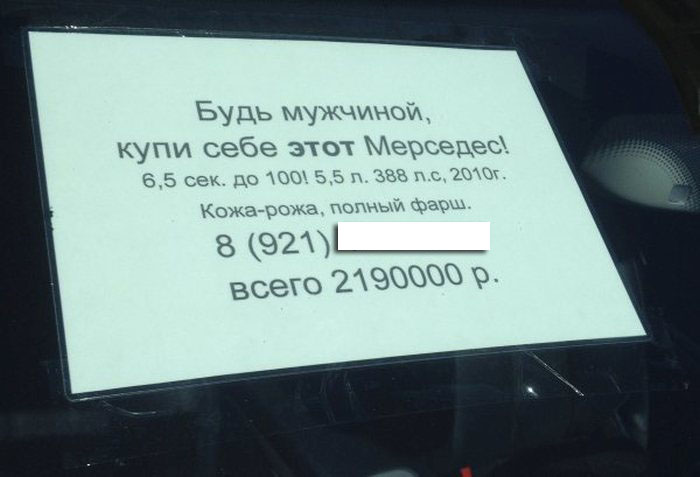 Будь мужчиной,
купи себе этот Мерседес!
6,5 сек. до 100! 5,5 л. 388 л.с, 2010г.
Кожа-рожа, полный фарш.
8 (921)
всего 2190000 р.